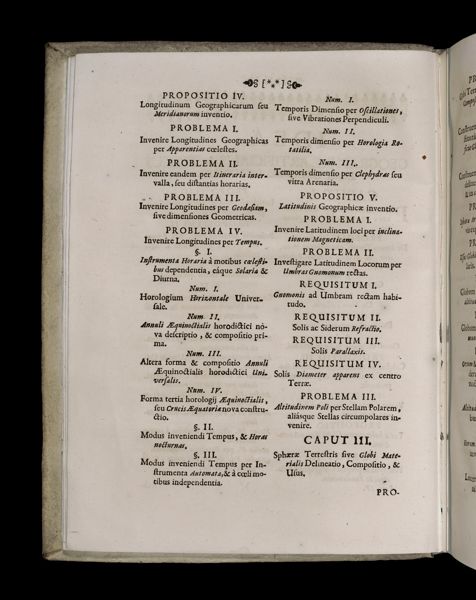 [*⁎*]
PROPOSITIO IV.
Longitudinum Geographicarum seu
Meridianorum inventio.
PROBLEMA I.
Invenire Longitudines Geographicas
per Apparentias cœlestes.
PROBLEMA II.
Invenire eandem per Itineraria inter-
valla, seu distantias horarias.
PROBLEMA III.
Invenire Longitudines per Geodæsiam,
sive dimensiones Geometricas.
PROBLEMA IV.
Invenire Longitudines per Tempus.
§. I.
Instrumenta Horaria à motibus cœlesti-
bus dependentia, eáque Solaria &
Diurna.
Num. I.
Horologium Horizontale Univer-
sale.
Num II.
Annuli Æquinoctialis horodictici no-
va descriptio, & compositio pri-
ma.
Num. III.
Altera forma & compositio Annuli
Æquinoctialis horodictici Uni-
versalis.
Num. IV.
Forma tertia horologij Æquinoctialis,
seu Crucis Æquatoriæ nova constru-
ctio.
§. II.
Modus inveniendi Tempus, & Horas
nocturnas.
§. III.
Modus inveniendi Tempus per In-
strumenta Automata, & à cœli mo-
tibus independentia.
Num. I.
Temporis Dimensio per Oscillationes,
sive Vibrationes Perpendiculi.
Num. II.
Temporis dimensio per Horologia Ro-
tatilia.
Num. III.
Temporis dimensio per Clepsydras seu
vitra Arenaria.
PROPOSITIO V.
Latitudinis Geographicæ inventio.
PROBLEMA I.
Invenire Latitudinem loci per inclina-
tionem Magneticam.
PROBLEMA II.
Investigare Latitudinem Locorum per
Umbras Gnomonum rectas.
REQUISITUM I.
Gnomonis ad Umbram rectam habi-
tudo.
REQUISITUM II.
Solis ac Siderum Refractio.
REQUISITUM III.
Solis Parallaxis.
REQUISITUM IV.
Solis Diameter apparens ex centro
Terræ.
PROBLEMA III.
Altitudinem Poli per Stellam Polarem,
aliásque Stellas circumpolares in-
venire.
CAPUT III.
Sphæræ Terrestris sive Globi Mate-
rialis Delineatio, Compositio, &
Usus.
PRO-